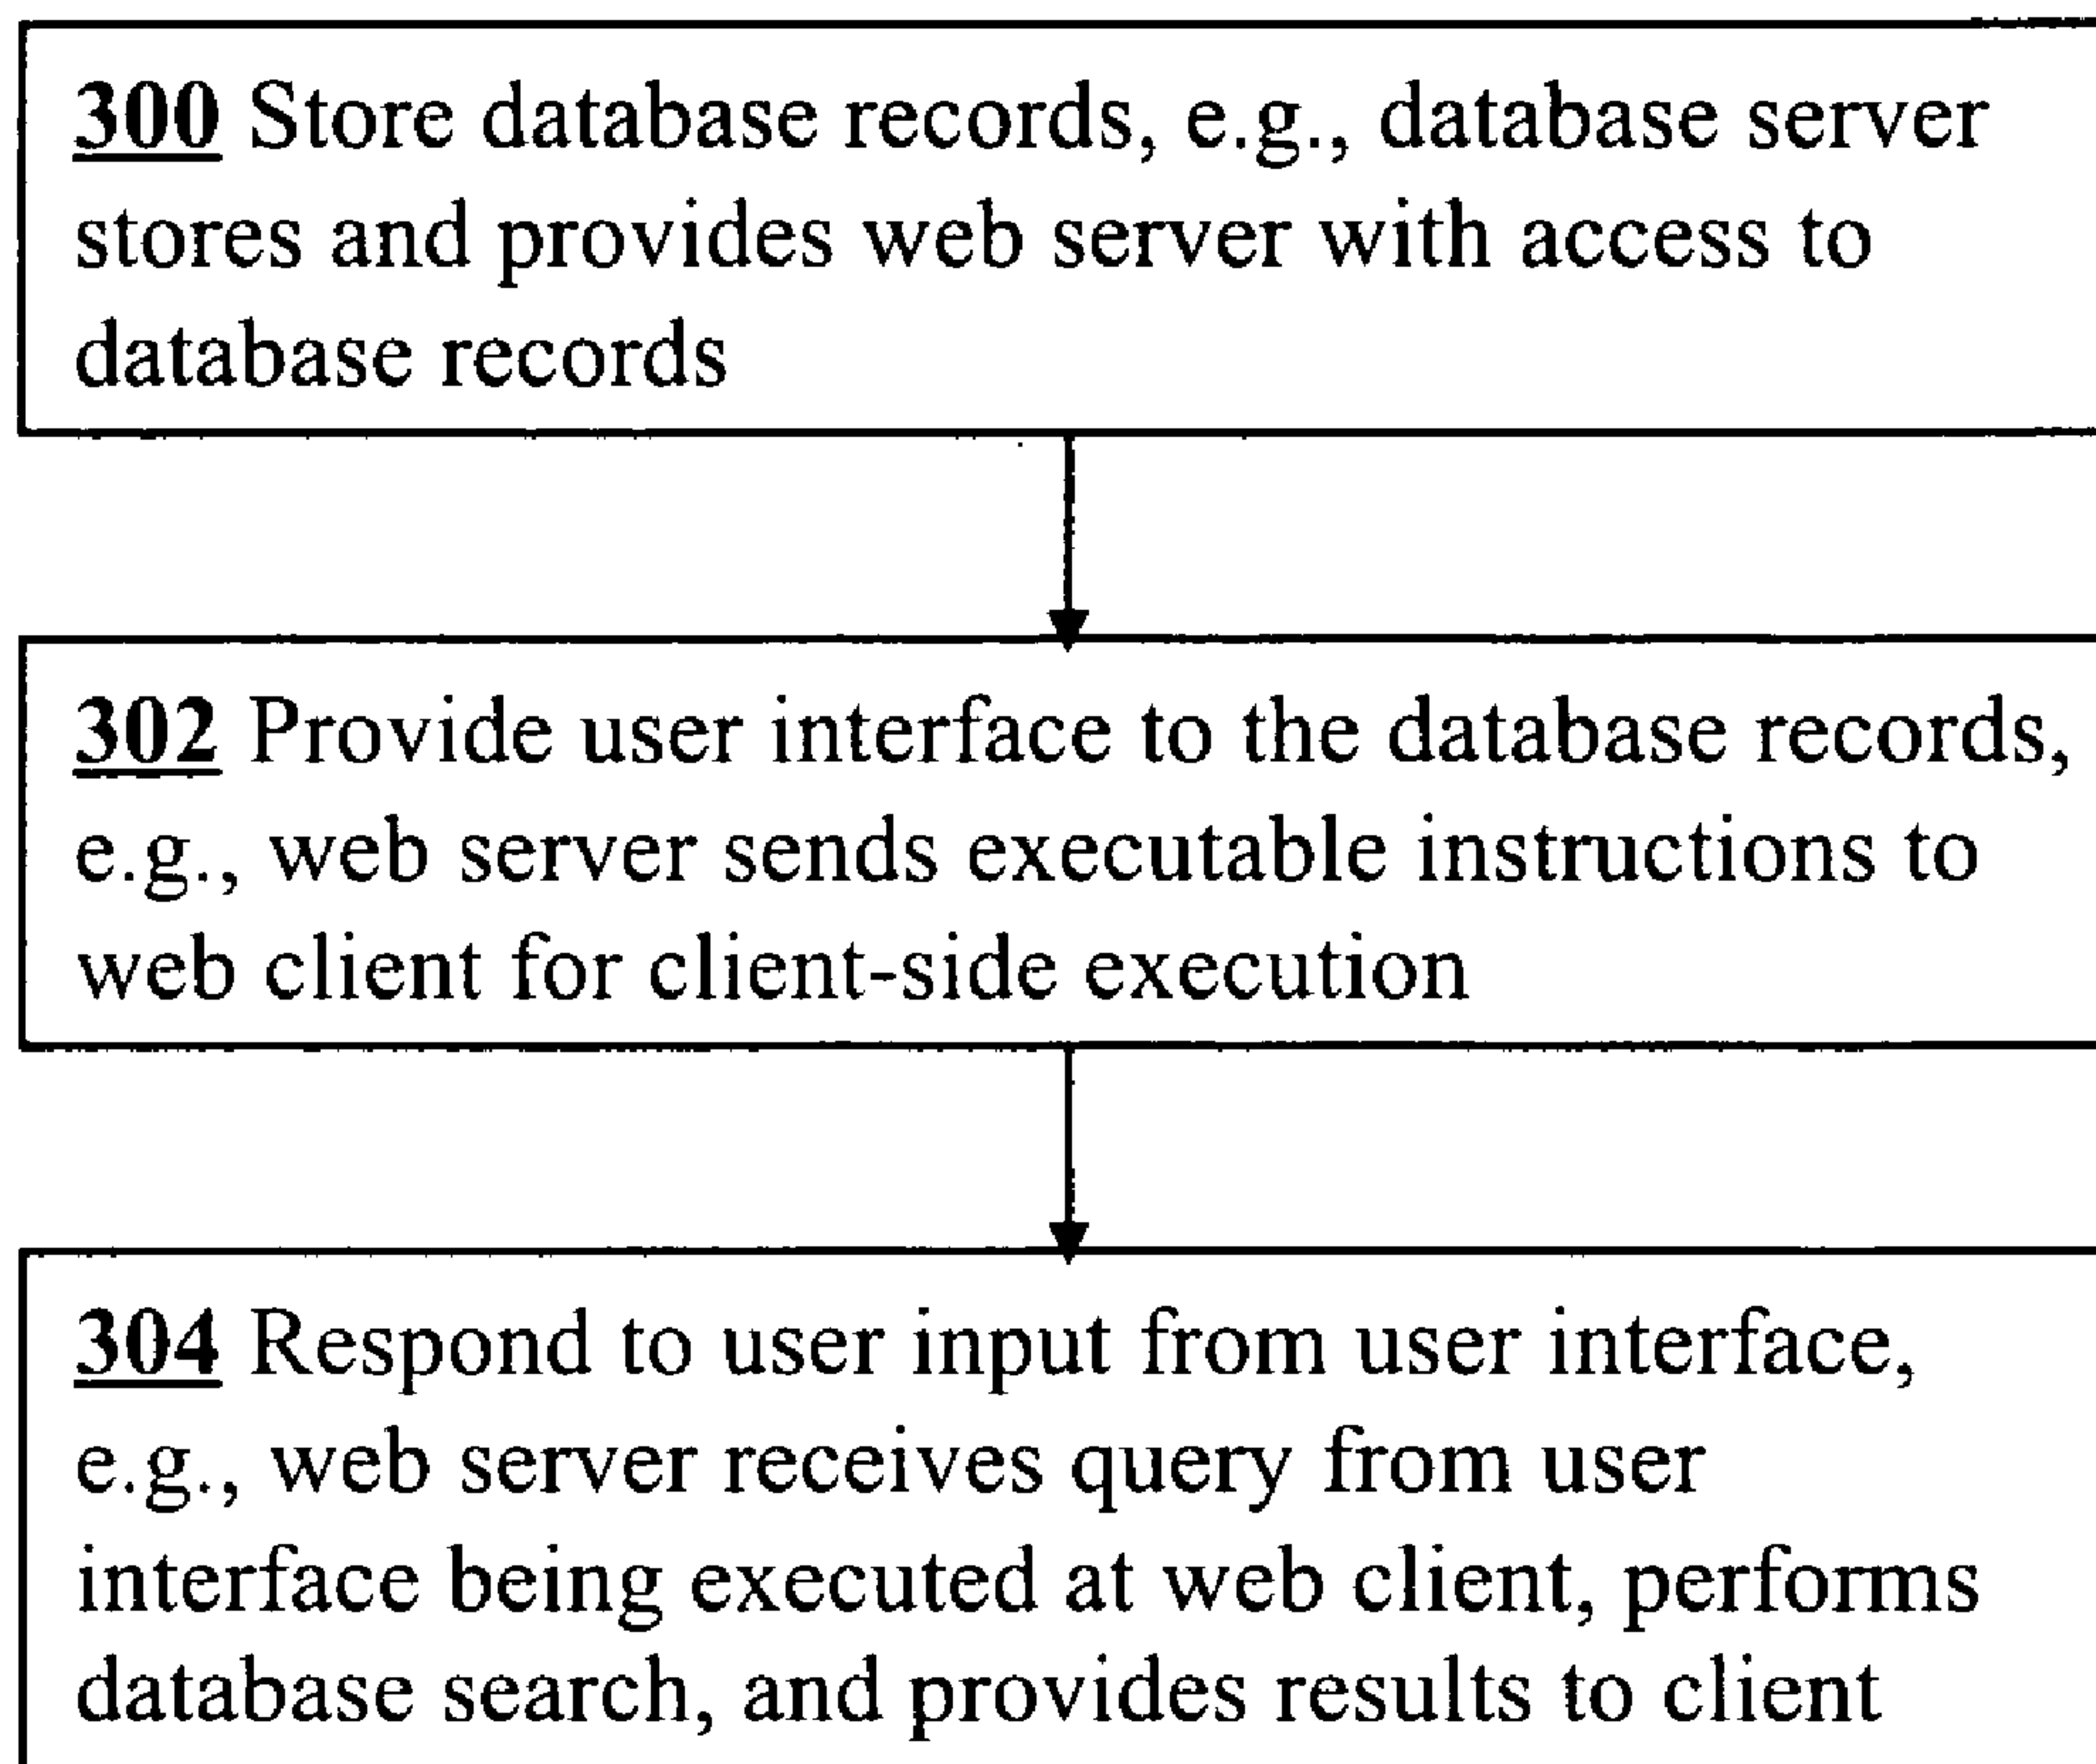 300 Store database records, e.g., database server
stores and provides web server with access to
database records
302 Provide user interface to the database records,
e.g., web server sends executable instructions to
web client for client-side execution
304 Respond to user input from user interface,
e.g., web server receives query from user
interface being executed at web client, performs
database search, and provides results to client